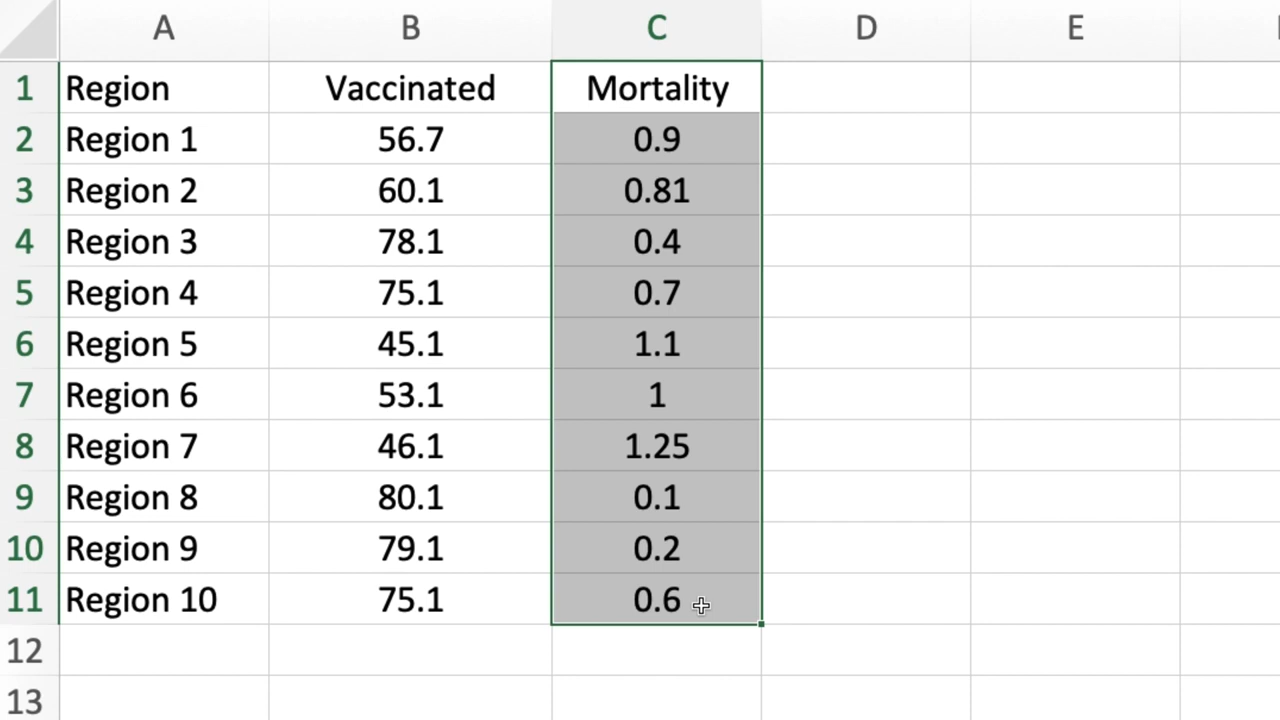 A B C D E
1 Region Vaccinated Mortality
2 Region 1 56.7 0.9
3 Region 2 60.1 0.81
4 Region 3 78.1 0.4
5 Region 4 75.1 0.7
6 Region 5 45.1 1.1
7 Region 6 53.1 1
8 Region 7 46.1 1.25
9 Region 8 80.1 0.1
10 Region 9 79.1 0.2
11 Region 10 75.1 0.6
12
13